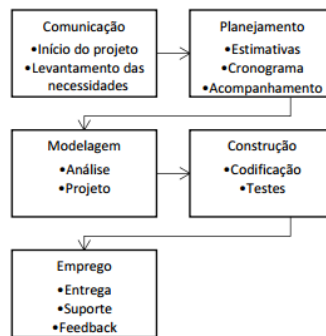 Comunicação
•Início do projeto
•Levantamento das
necessidades
Planejamento
•Estimativas
•Cronograma
•Acompanhamento
Modelagem
•Análise
•Projeto
Construção
•Codificação
•Testes
Emprego
•Entrega
•Suporte
•Feedback